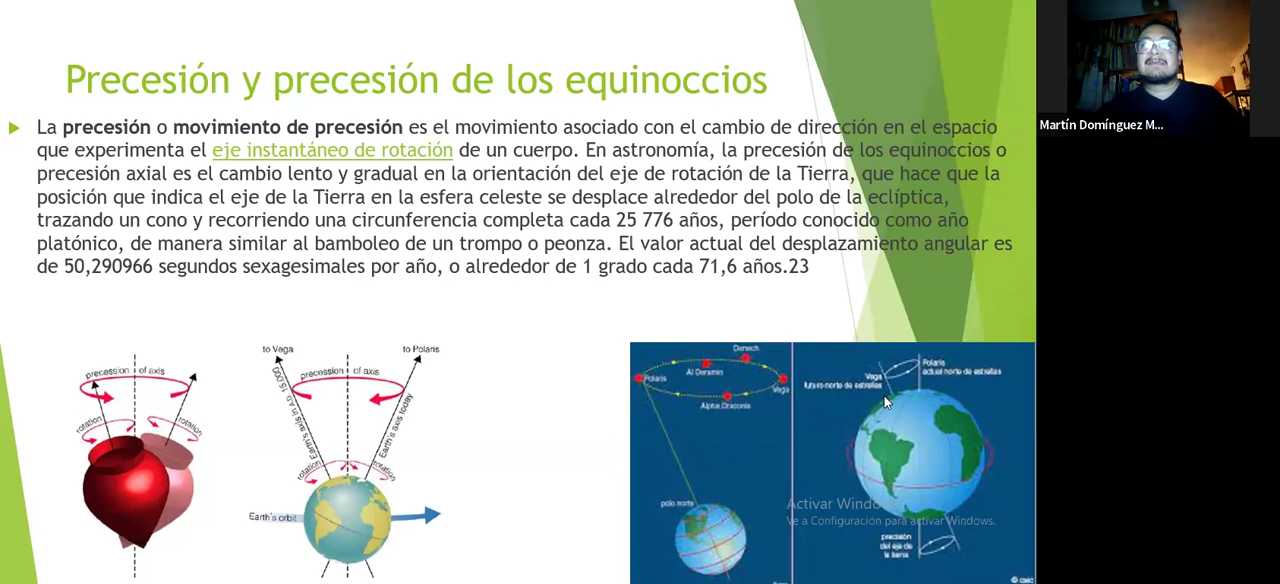 Precesión y precesión de los equinoccios
La precesión o movimiento de precesión es el movimiento asociado con el cambio de dirección en el espacio
que experimenta el eje instantáneo de rotación de un cuerpo. En astronomía, la precesión de los equinoccios o
precesión axial es el cambio lento y gradual en la orientación del eje de rotación de la Tierra, que hace que la
posición que indica el eje de la Tierra en la esfera celeste se desplace alrededor del polo de la eclíptica,
trazando un cono y recorriendo una circunferencia completa cada 25 776 años, período conocido como año
platónico, de manera similar al bamboleo de un trompo o peonza. El valor actual del desplazamiento angular es
de 50,290966 segundos sexagesimales por año, o alrededor de 1 grado cada 71,6 años.23
Martín Domínguez M...
precession of axis
rotation
rotation
to Vega
to Polaris
precession of axis
Earth's axis in A.D. 15,000
Earth's axis today
rotation
rotation
Earth's orbit
Deneb
Polaris
Al Deramin
Vega
Alpha Draconis
polo norte
Polaris
actual norte de estrellas
Vega
futuro norte de estrellas
precesión
del eje de
la tierra
Activar Windo
Ve a Configuración para activar Windows.